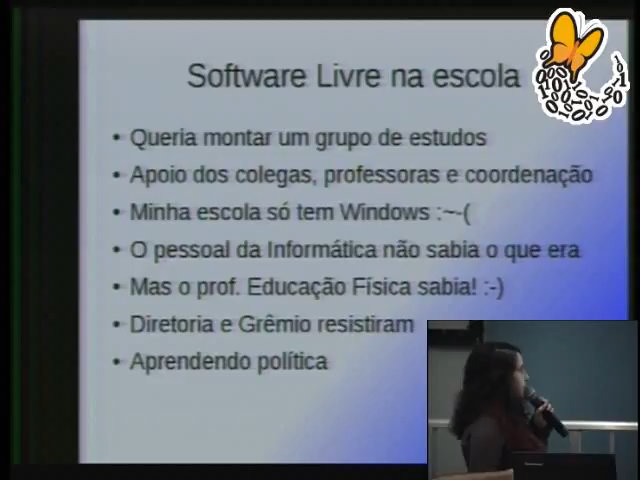 Software Livre na escola
• Queria montar um grupo de estudos
• Apoio dos colegas, professoras e coordenação
• Minha escola só tem Windows :~-(
• O pessoal da Informática não sabia o que era
• Mas o prof. Educação Física sabia! :-)
• Diretoria e Grêmio resistiram
• Aprendendo política